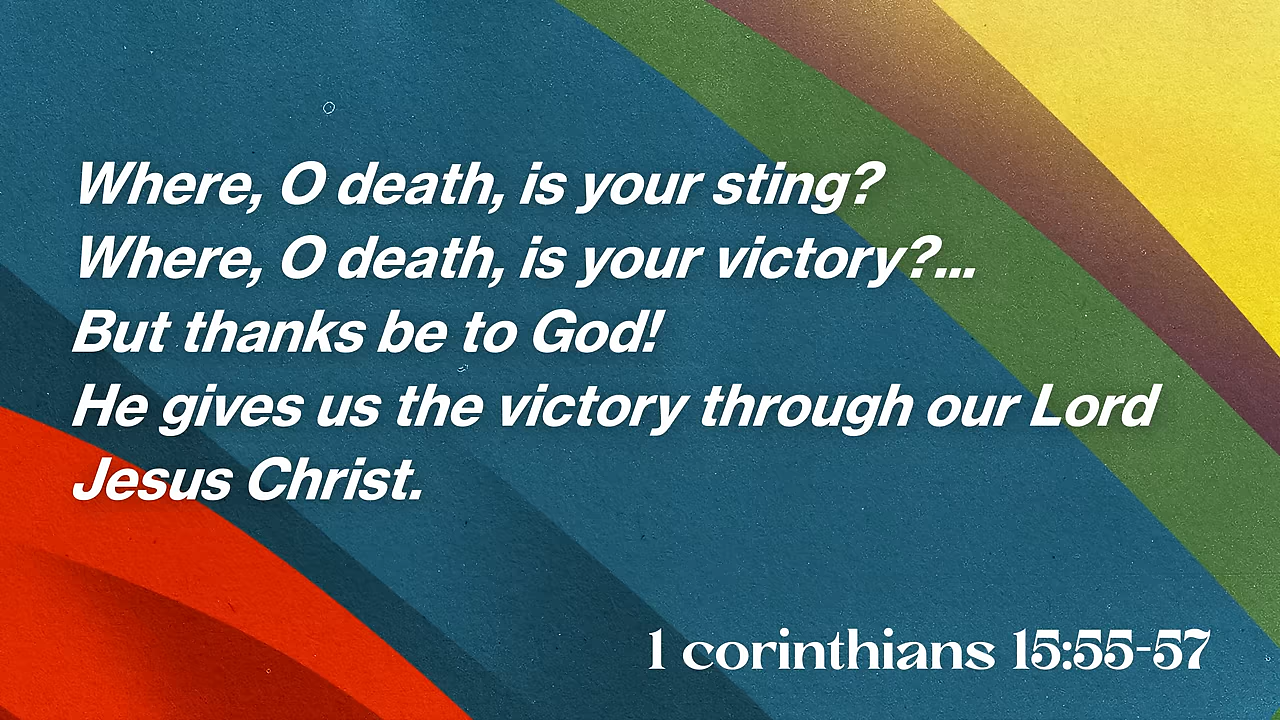 Where, O death, is your sting?
Where, O death, is your victory?...
But thanks be to God!
He gives us the victory through our Lord
Jesus Christ.
1 corinthians 15:55-57